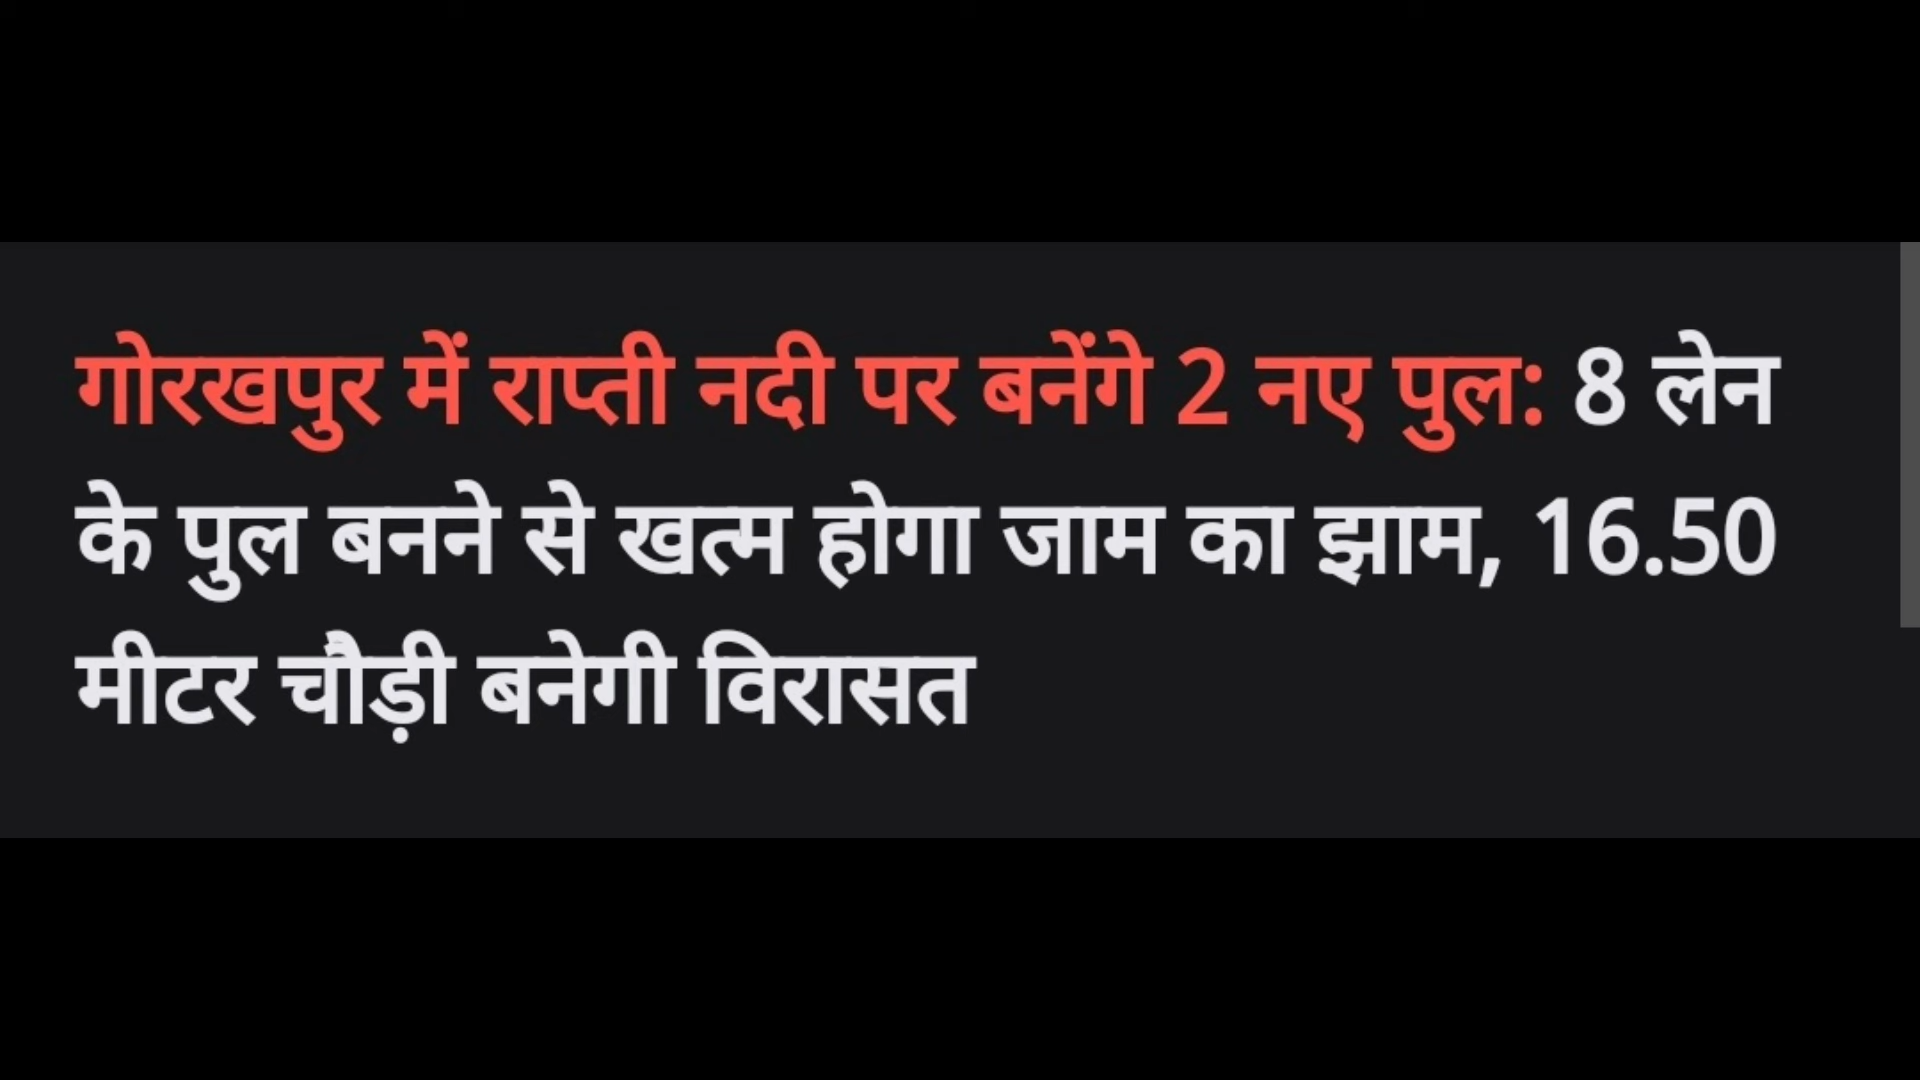 गोरखपुर में राप्ती नदी पर बनेंगे 2 नए पुल: 8 लेन
के पुल बनने से खत्म होगा जाम का झाम, 16.50
मीटर चौड़ी बनेगी विरासत